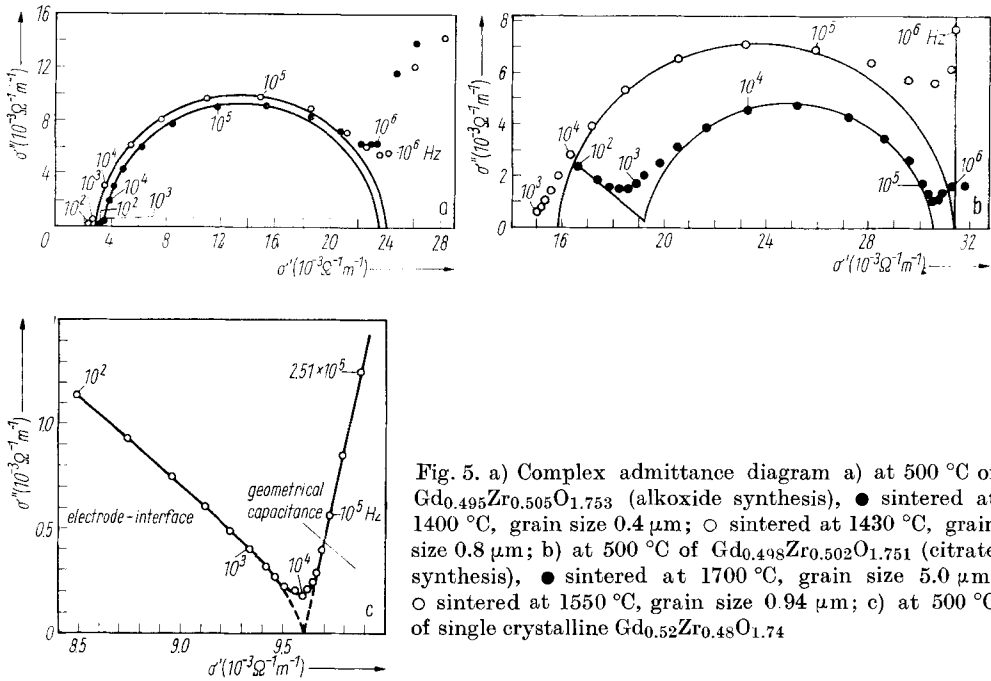 σ"(10⁻³Ω⁻¹m⁻¹)
16
12
8
4
0
0 4 8 12 16 20 24 28
σ'(10⁻³Ω⁻¹m⁻¹)
10⁵
10⁵
10⁶
10⁶ Hz
10⁴
10³
10⁴
10²
10²
10³
a
σ"(10⁻³Ω⁻¹m⁻¹)
8
6
4
2
0
16 20 24 28 32
σ'(10⁻³Ω⁻¹m⁻¹)
10⁶ Hz
10⁵
10⁴
10⁴
10²
10³
10³
10⁵
10⁶
b
σ"(10⁻³Ω⁻¹m⁻¹)
1
1.0
0.5
0
8.5 9.0 9.5
σ'(10⁻³Ω⁻¹m⁻¹)
10²
2.51 × 10⁵
geometrical
capacitance
electrode-interface
10⁵ Hz
10³
10⁴
c
Fig. 5. a) Complex admittance diagram a) at 500 °C of
Gd₀.₄₉₅Zr₀.₅₀₅O₁.₇₅₃ (alkoxide synthesis), ● sintered at
1400 °C, grain size 0.4 μm; ○ sintered at 1430 °C, grain
size 0.8 μm; b) at 500 °C of Gd₀.₄₉₈Zr₀.₅₀₂O₁.₇₅₁ (citrate
synthesis), ● sintered at 1700 °C, grain size 5.0 μm
○ sintered at 1550 °C, grain size 0.94 μm; c) at 500 °C
of single crystalline Gd₀.₅₂Zr₀.₄₈O₁.₇₄